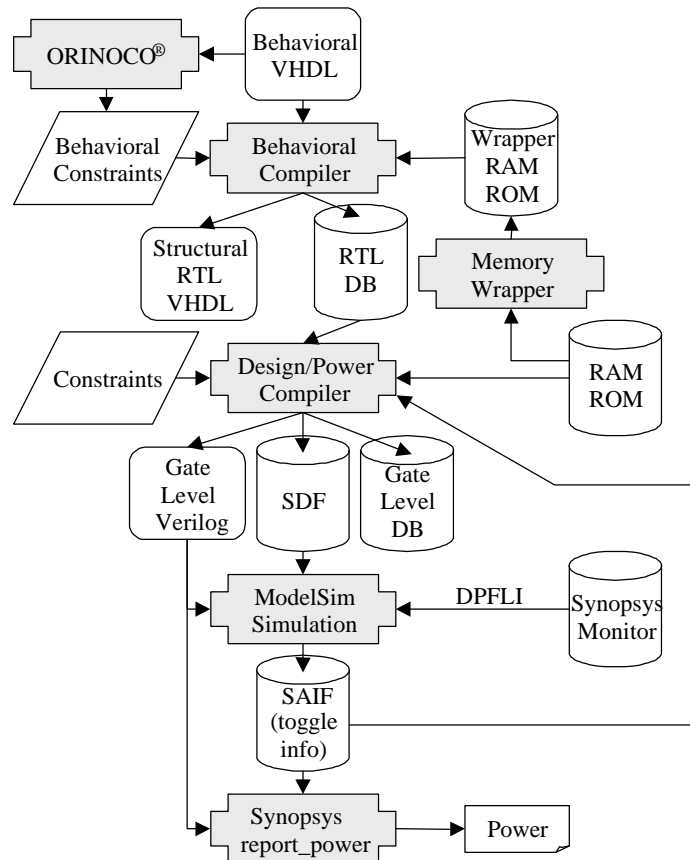 ORINOCO®
Behavioral
VHDL
Behavioral
Constraints
Behavioral
Compiler
Wrapper
RAM
ROM
Structural
RTL
VHDL
RTL
DB
Memory
Wrapper
Constraints
Design/Power
Compiler
RAM
ROM
Gate
Level
Verilog
SDF
Gate
Level
DB
ModelSim
Simulation
DPFLI
Synopsys
Monitor
SAIF
(toggle
info)
Synopsys
report_power
Power